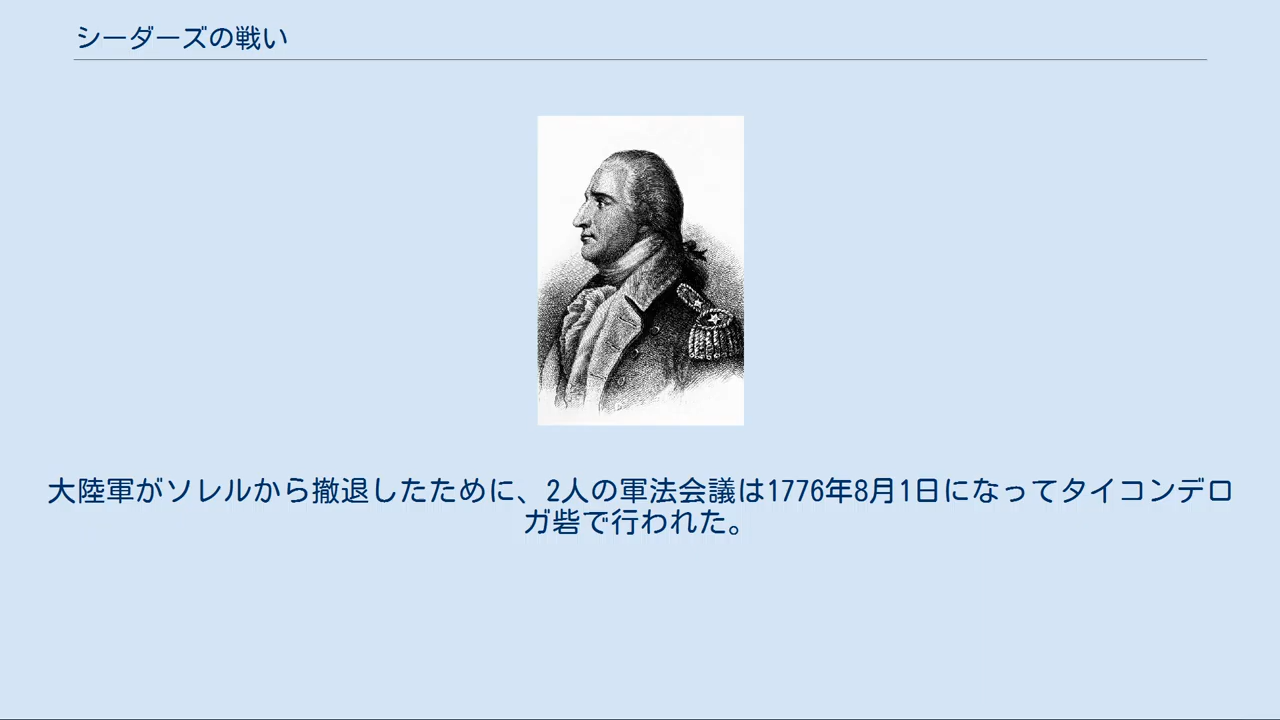 シーダーズの戦い
大陸軍がソレルから撤退したために、2人の軍法会議は1776年8月1日になってタイコンデロ
ガ砦で行われた。